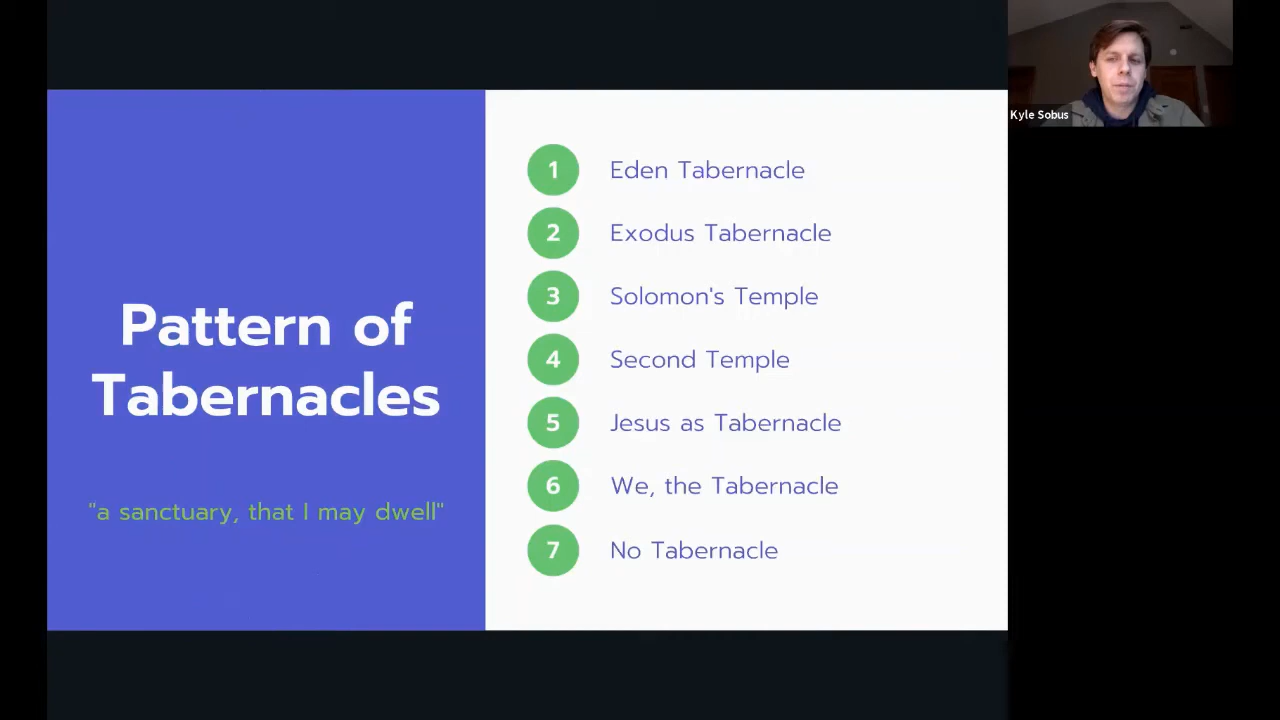 Pattern of
Tabernacles
"a sanctuary, that I may dwell"
1 Eden Tabernacle
2 Exodus Tabernacle
3 Solomon's Temple
4 Second Temple
5 Jesus as Tabernacle
6 We, the Tabernacle
7 No Tabernacle
Kyle Sobus